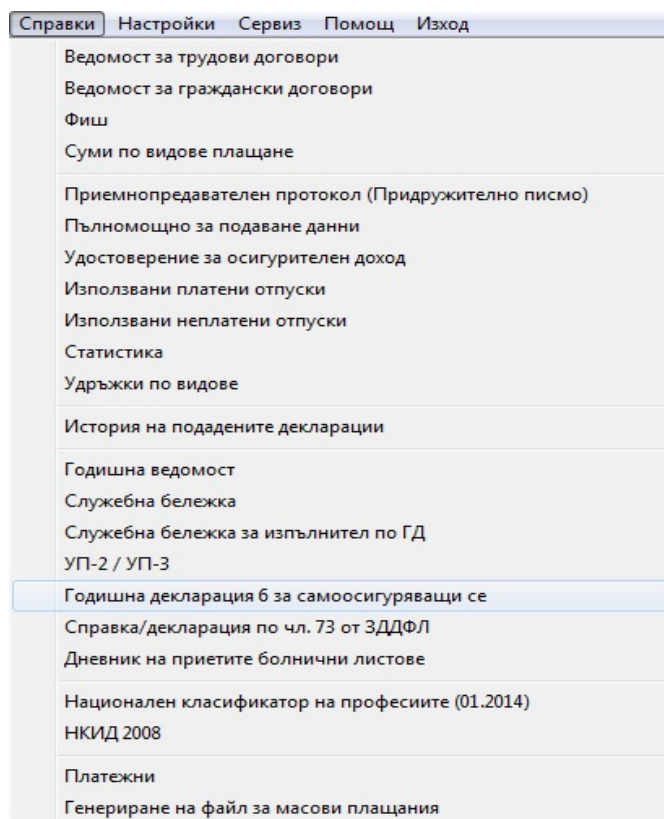 Справки Настройки Сервиз Помощ Изход
Ведомост за трудови договори
Ведомост за граждански договори
Фиш
Суми по видове плащане
Приемнопредавателен протокол (Придружително писмо)
Пълномощно за подаване данни
Удостоверение за осигурителен доход
Използвани платени отпуски
Използвани неплатени отпуски
Статистика
Удръжки по видове
История на подадените декларации
Годишна ведомост
Служебна бележка
Служебна бележка за изпълнител по ГД
УП-2 / УП-3
Годишна декларация 6 за самоосигуряващи се
Справка/декларация по чл. 73 от ЗДДФЛ
Дневник на приетите болнични листове
Национален класификатор на професиите (01.2014)
НКИД 2008
Платежни
Генериране на файл за масови плащания